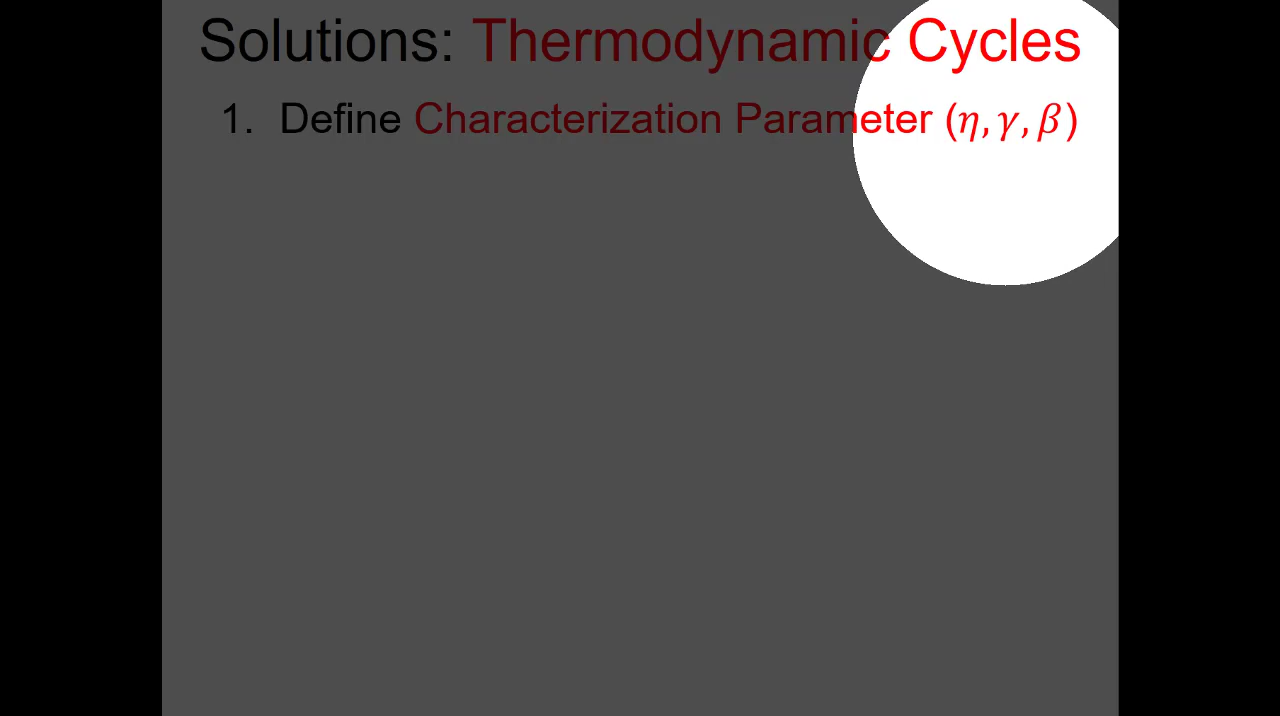 Solutions: Thermodynamic Cycles
1. Define Characterization Parameter (η, γ, β)